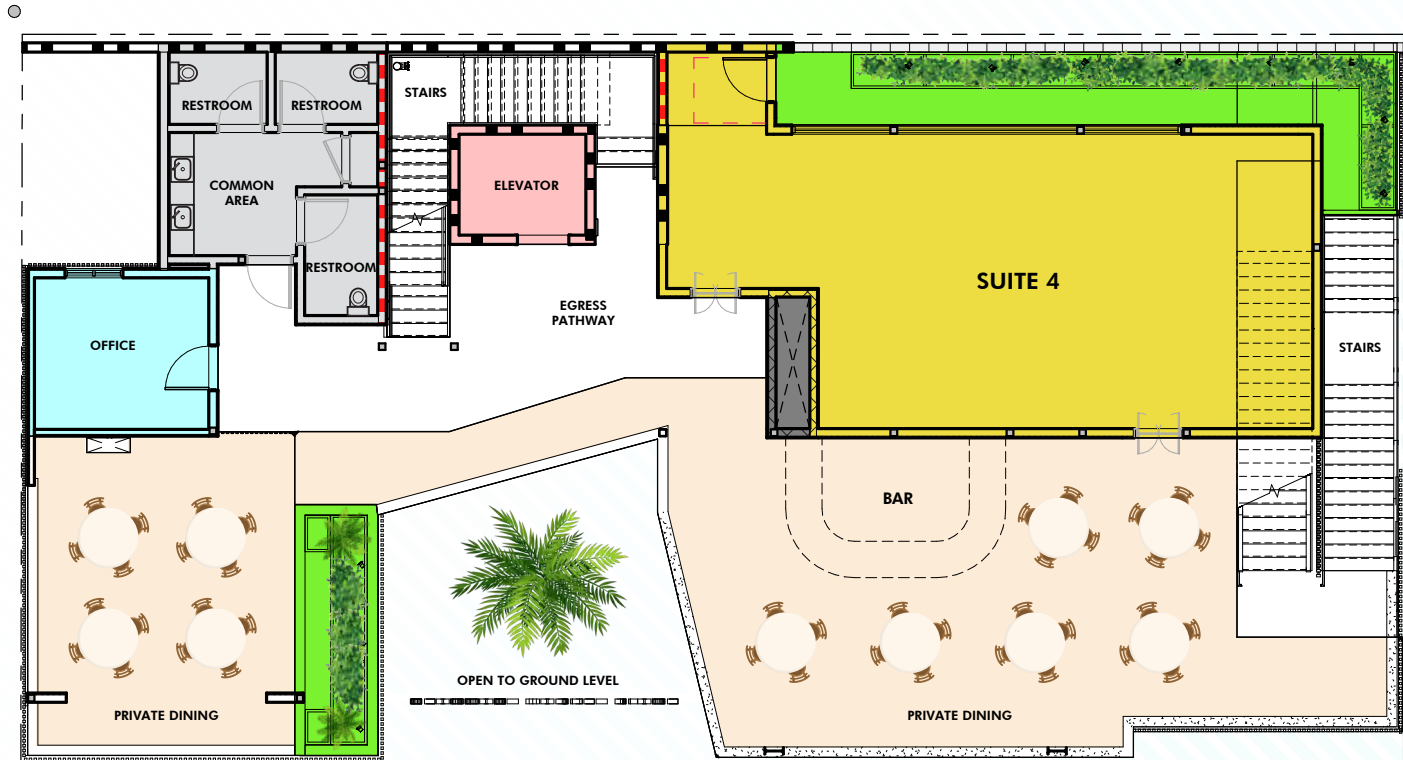 RESTROOM
RESTROOM
STAIRS
COMMON
AREA
ELEVATOR
RESTROOM
SUITE 4
EGRESS
PATHWAY
OFFICE
STAIRS
BAR
OPEN TO GROUND LEVEL
PRIVATE DINING
PRIVATE DINING